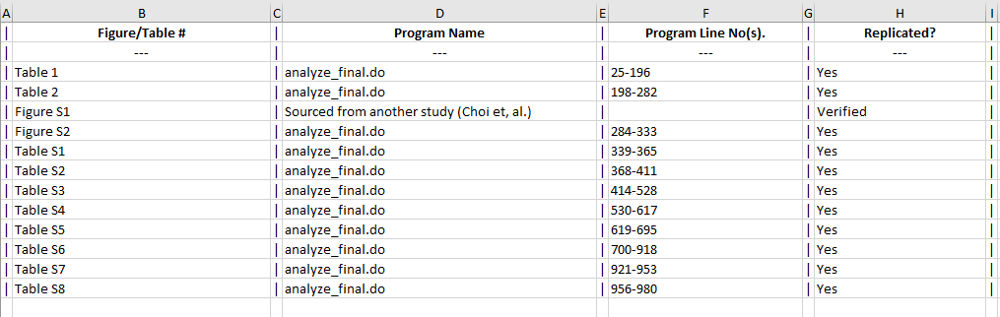 A B C D E F G H I
| Figure/Table # | Program Name | Program Line No(s). | Replicated? |
| --- | --- | --- | --- |
| Table 1 | analyze_final.do | 25-196 | Yes |
| Table 2 | analyze_final.do | 198-282 | Yes |
| Figure S1 | Sourced from another study (Choi et, al.) | | Verified |
| Figure S2 | analyze_final.do | 284-333 | Yes |
| Table S1 | analyze_final.do | 339-365 | Yes |
| Table S2 | analyze_final.do | 368-411 | Yes |
| Table S3 | analyze_final.do | 414-528 | Yes |
| Table S4 | analyze_final.do | 530-617 | Yes |
| Table S5 | analyze_final.do | 619-695 | Yes |
| Table S6 | analyze_final.do | 700-918 | Yes |
| Table S7 | analyze_final.do | 921-953 | Yes |
| Table S8 | analyze_final.do | 956-980 | Yes |